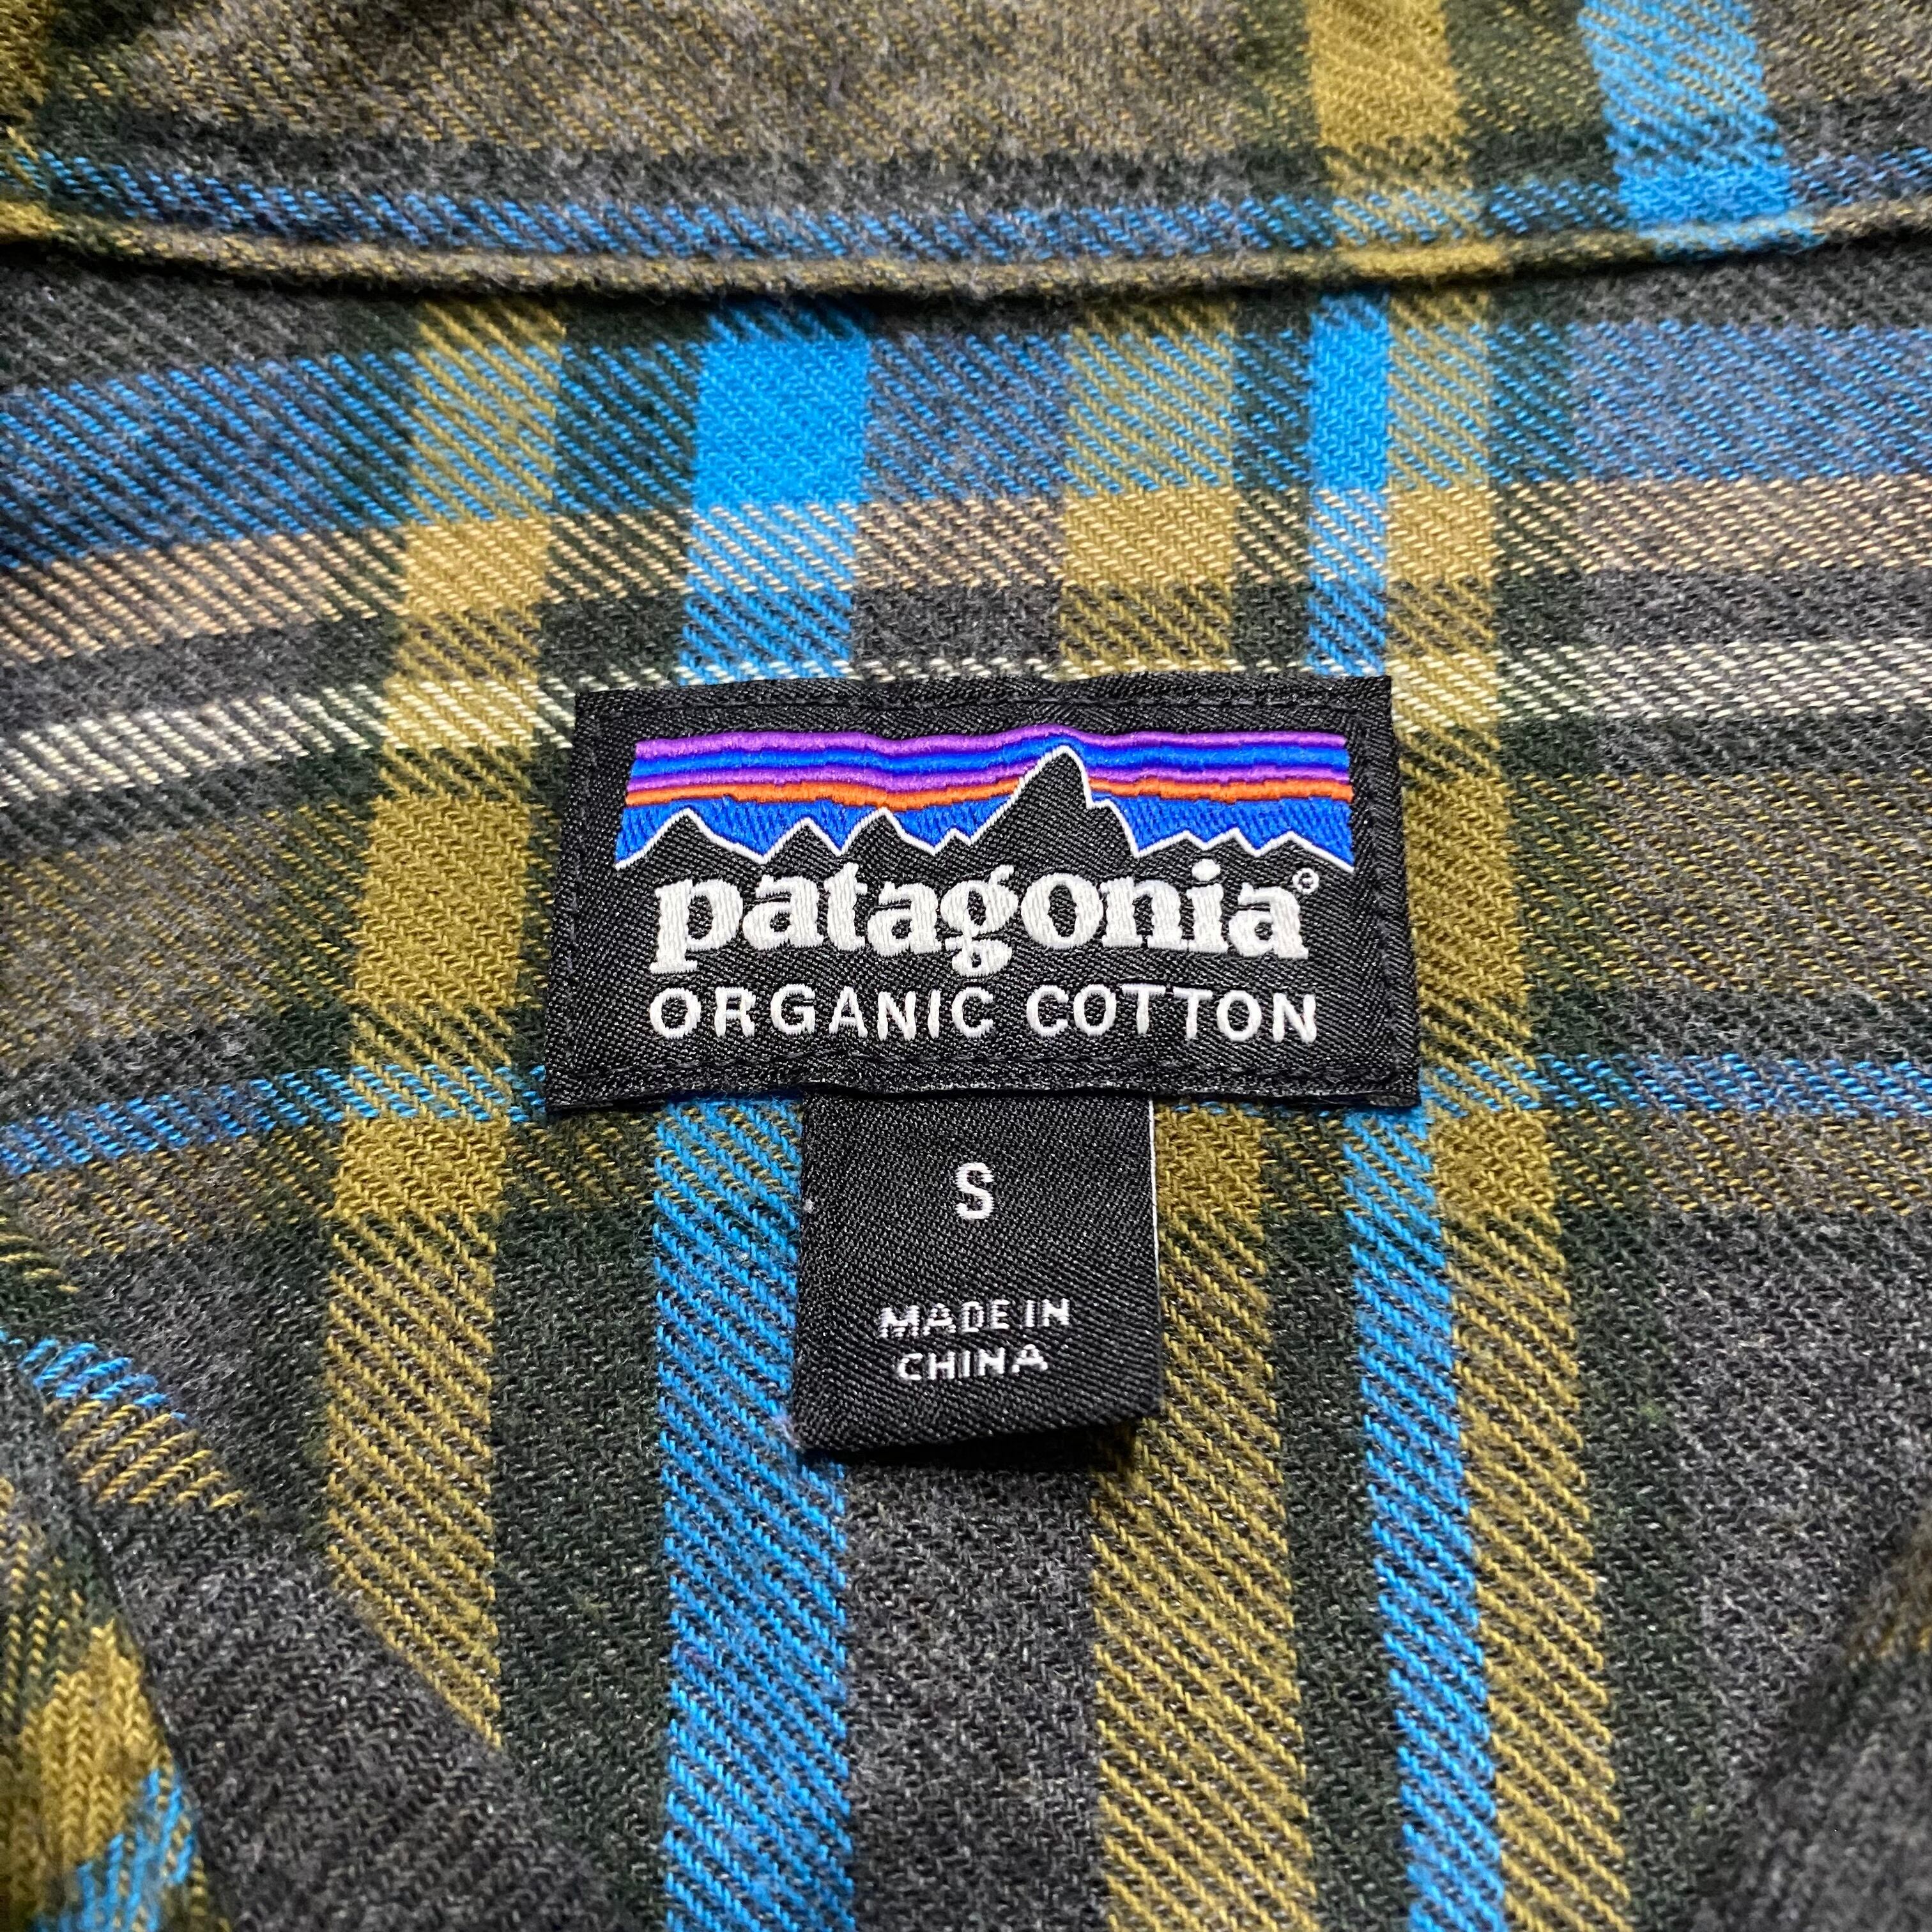 patagonia®
ORGANIC COTTON
S
MADE IN
CHINA